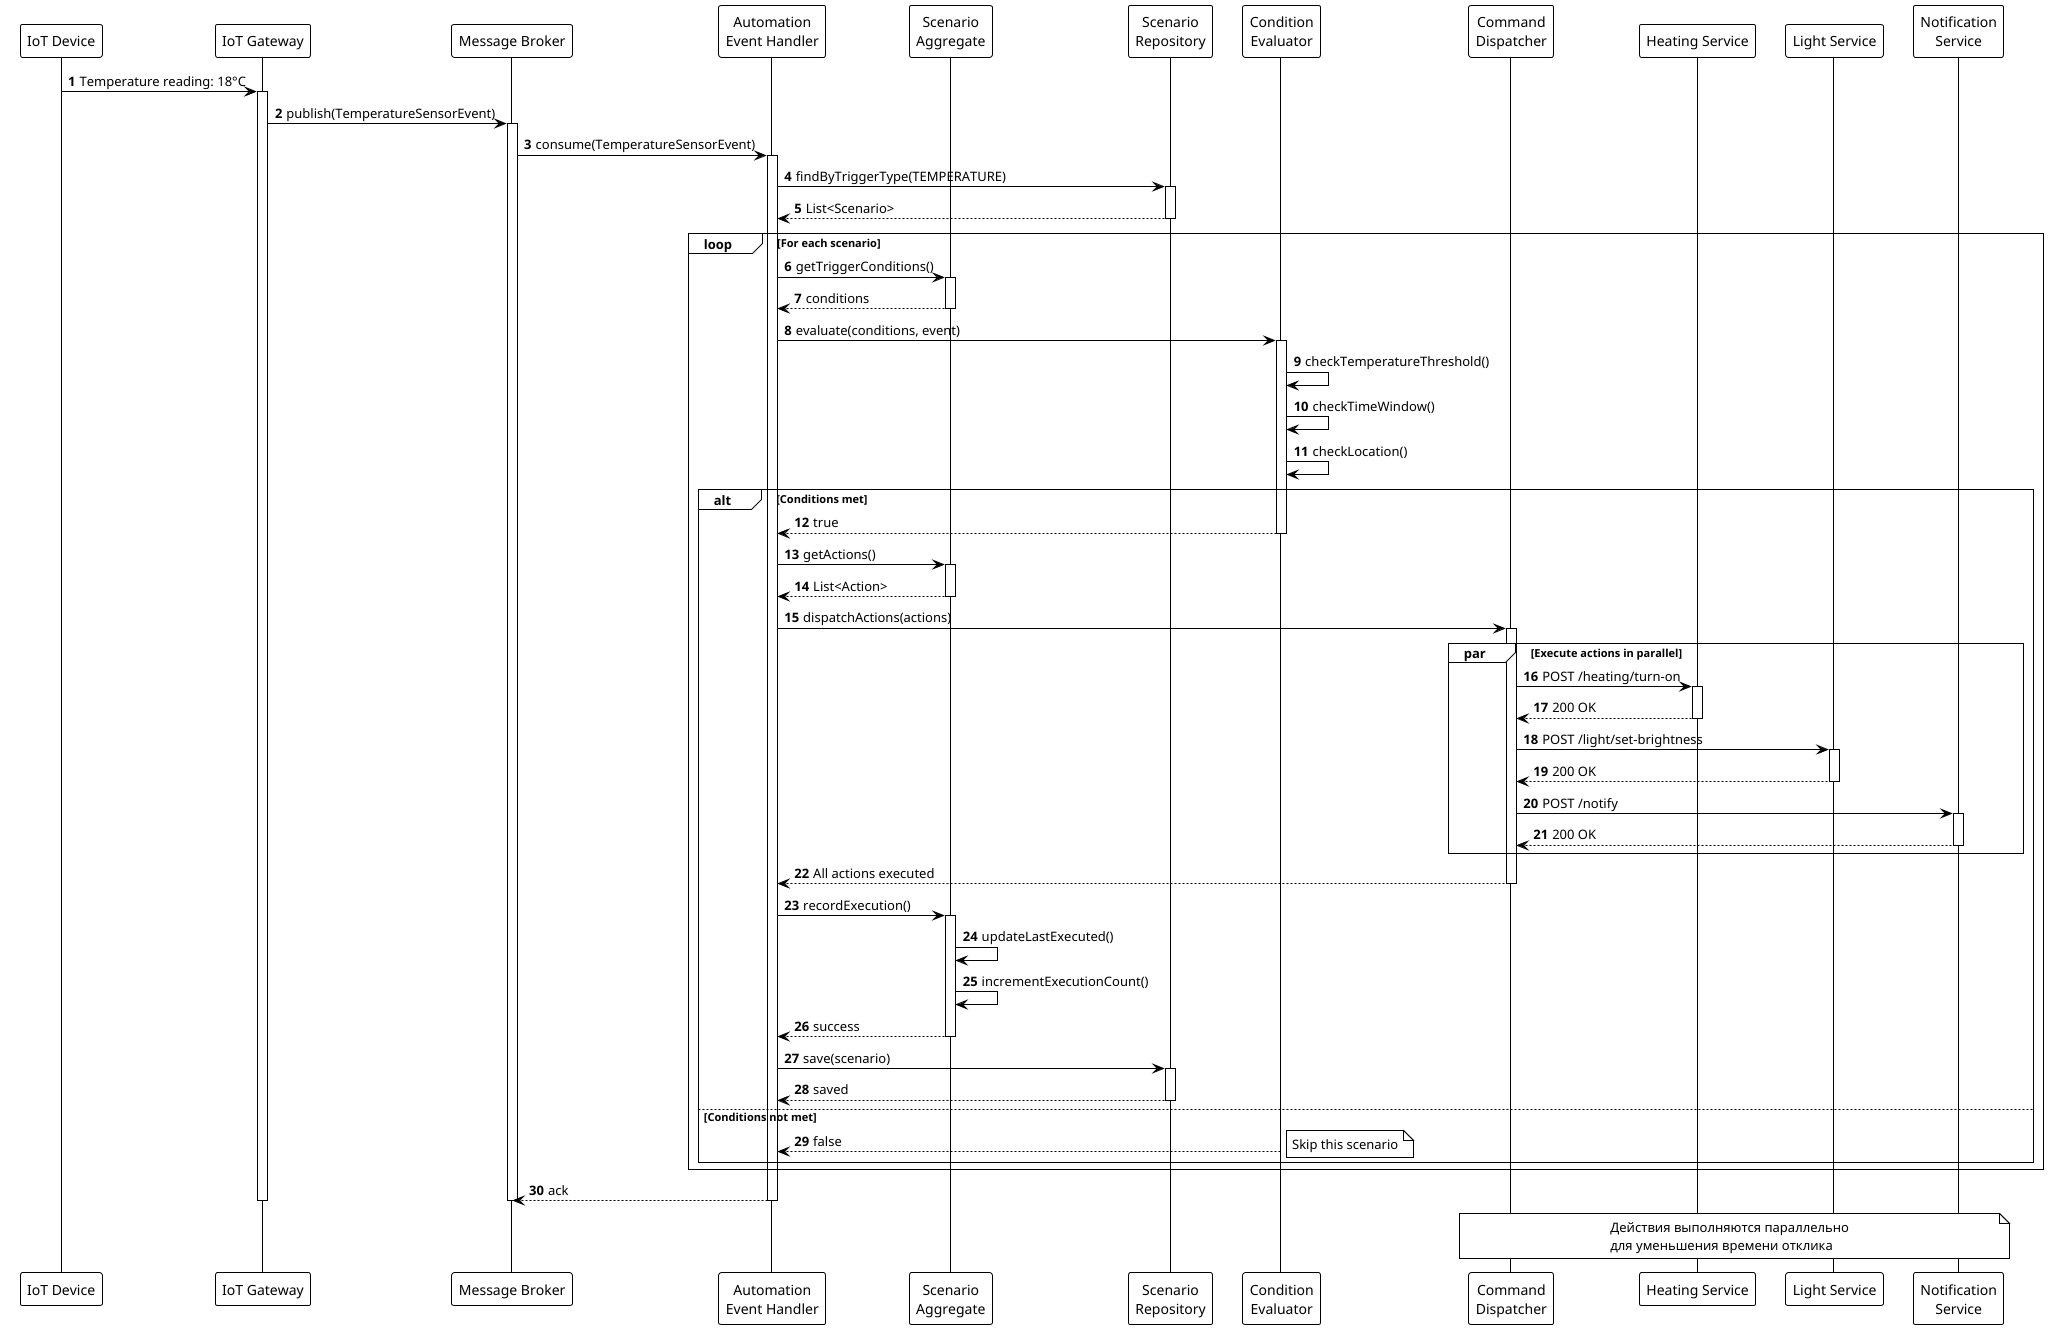 IoT Device
IoT Gateway
Message Broker
Automation
Event Handler
Scenario
Aggregate
Scenario
Repository
Condition
Evaluator
Command
Dispatcher
Heating Service
Light Service
Notification
Service
1 Temperature reading: 18°C
2 publish(TemperatureSensorEvent)
3 consume(TemperatureSensorEvent)
4 findByTriggerType(TEMPERATURE)
5 List<Scenario>
loop [For each scenario]
6 getTriggerConditions()
7 conditions
8 evaluate(conditions, event)
9 checkTemperatureThreshold()
10 checkTimeWindow()
11 checkLocation()
alt [Conditions met]
12 true
13 getActions()
14 List<Action>
15 dispatchActions(actions)
par [Execute actions in parallel]
16 POST /heating/turn-on
17 200 OK
18 POST /light/set-brightness
19 200 OK
20 POST /notify
21 200 OK
22 All actions executed
23 recordExecution()
24 updateLastExecuted()
25 incrementExecutionCount()
26 success
27 save(scenario)
28 saved
[Conditions not met]
29 false
Skip this scenario
30 ack
Действия выполняются параллельно
для уменьшения времени отклика
IoT Device
IoT Gateway
Message Broker
Automation
Event Handler
Scenario
Aggregate
Scenario
Repository
Condition
Evaluator
Command
Dispatcher
Heating Service
Light Service
Notification
Service